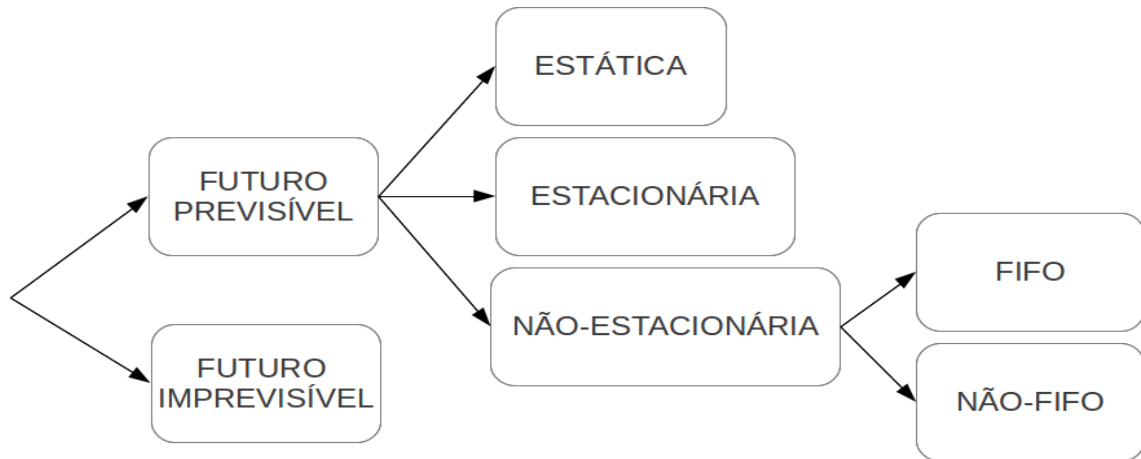 ESTÁTICA
FUTURO
PREVISÍVEL
ESTACIONÁRIA
FIFO
NÃO-ESTACIONÁRIA
FUTURO
IMPREVISÍVEL
NÃO-FIFO